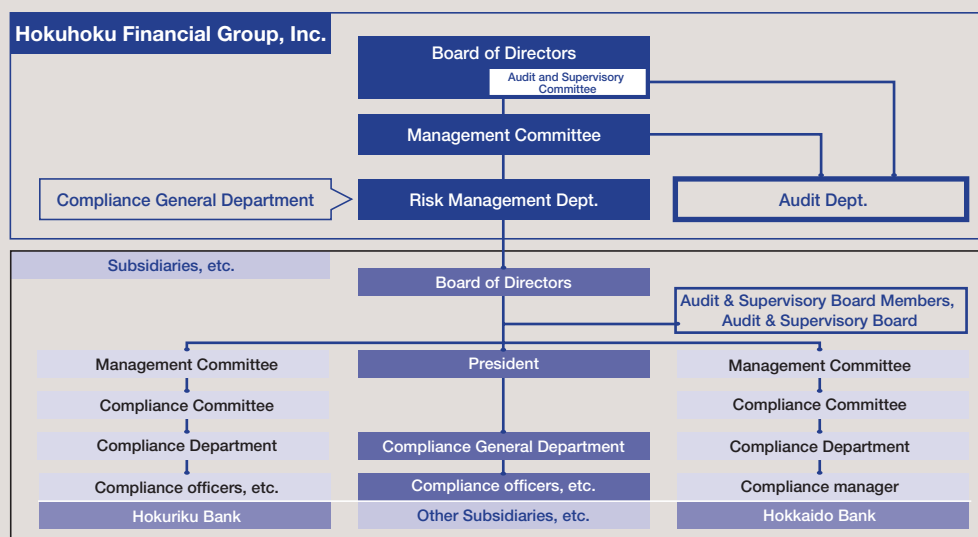 Hokuhoku Financial Group, Inc.
Board of Directors
Audit and Supervisory
Committee
Management Committee
Compliance General Department
Risk Management Dept.
Audit Dept.
Subsidiaries, etc.
Board of Directors
Audit & Supervisory Board Members,
Audit & Supervisory Board
Management Committee
President
Management Committee
Compliance Committee
Compliance Committee
Compliance Department
Compliance General Department
Compliance Department
Compliance officers, etc.
Compliance officers, etc.
Compliance manager
Hokuriku Bank
Other Subsidiaries, etc.
Hokkaido Bank